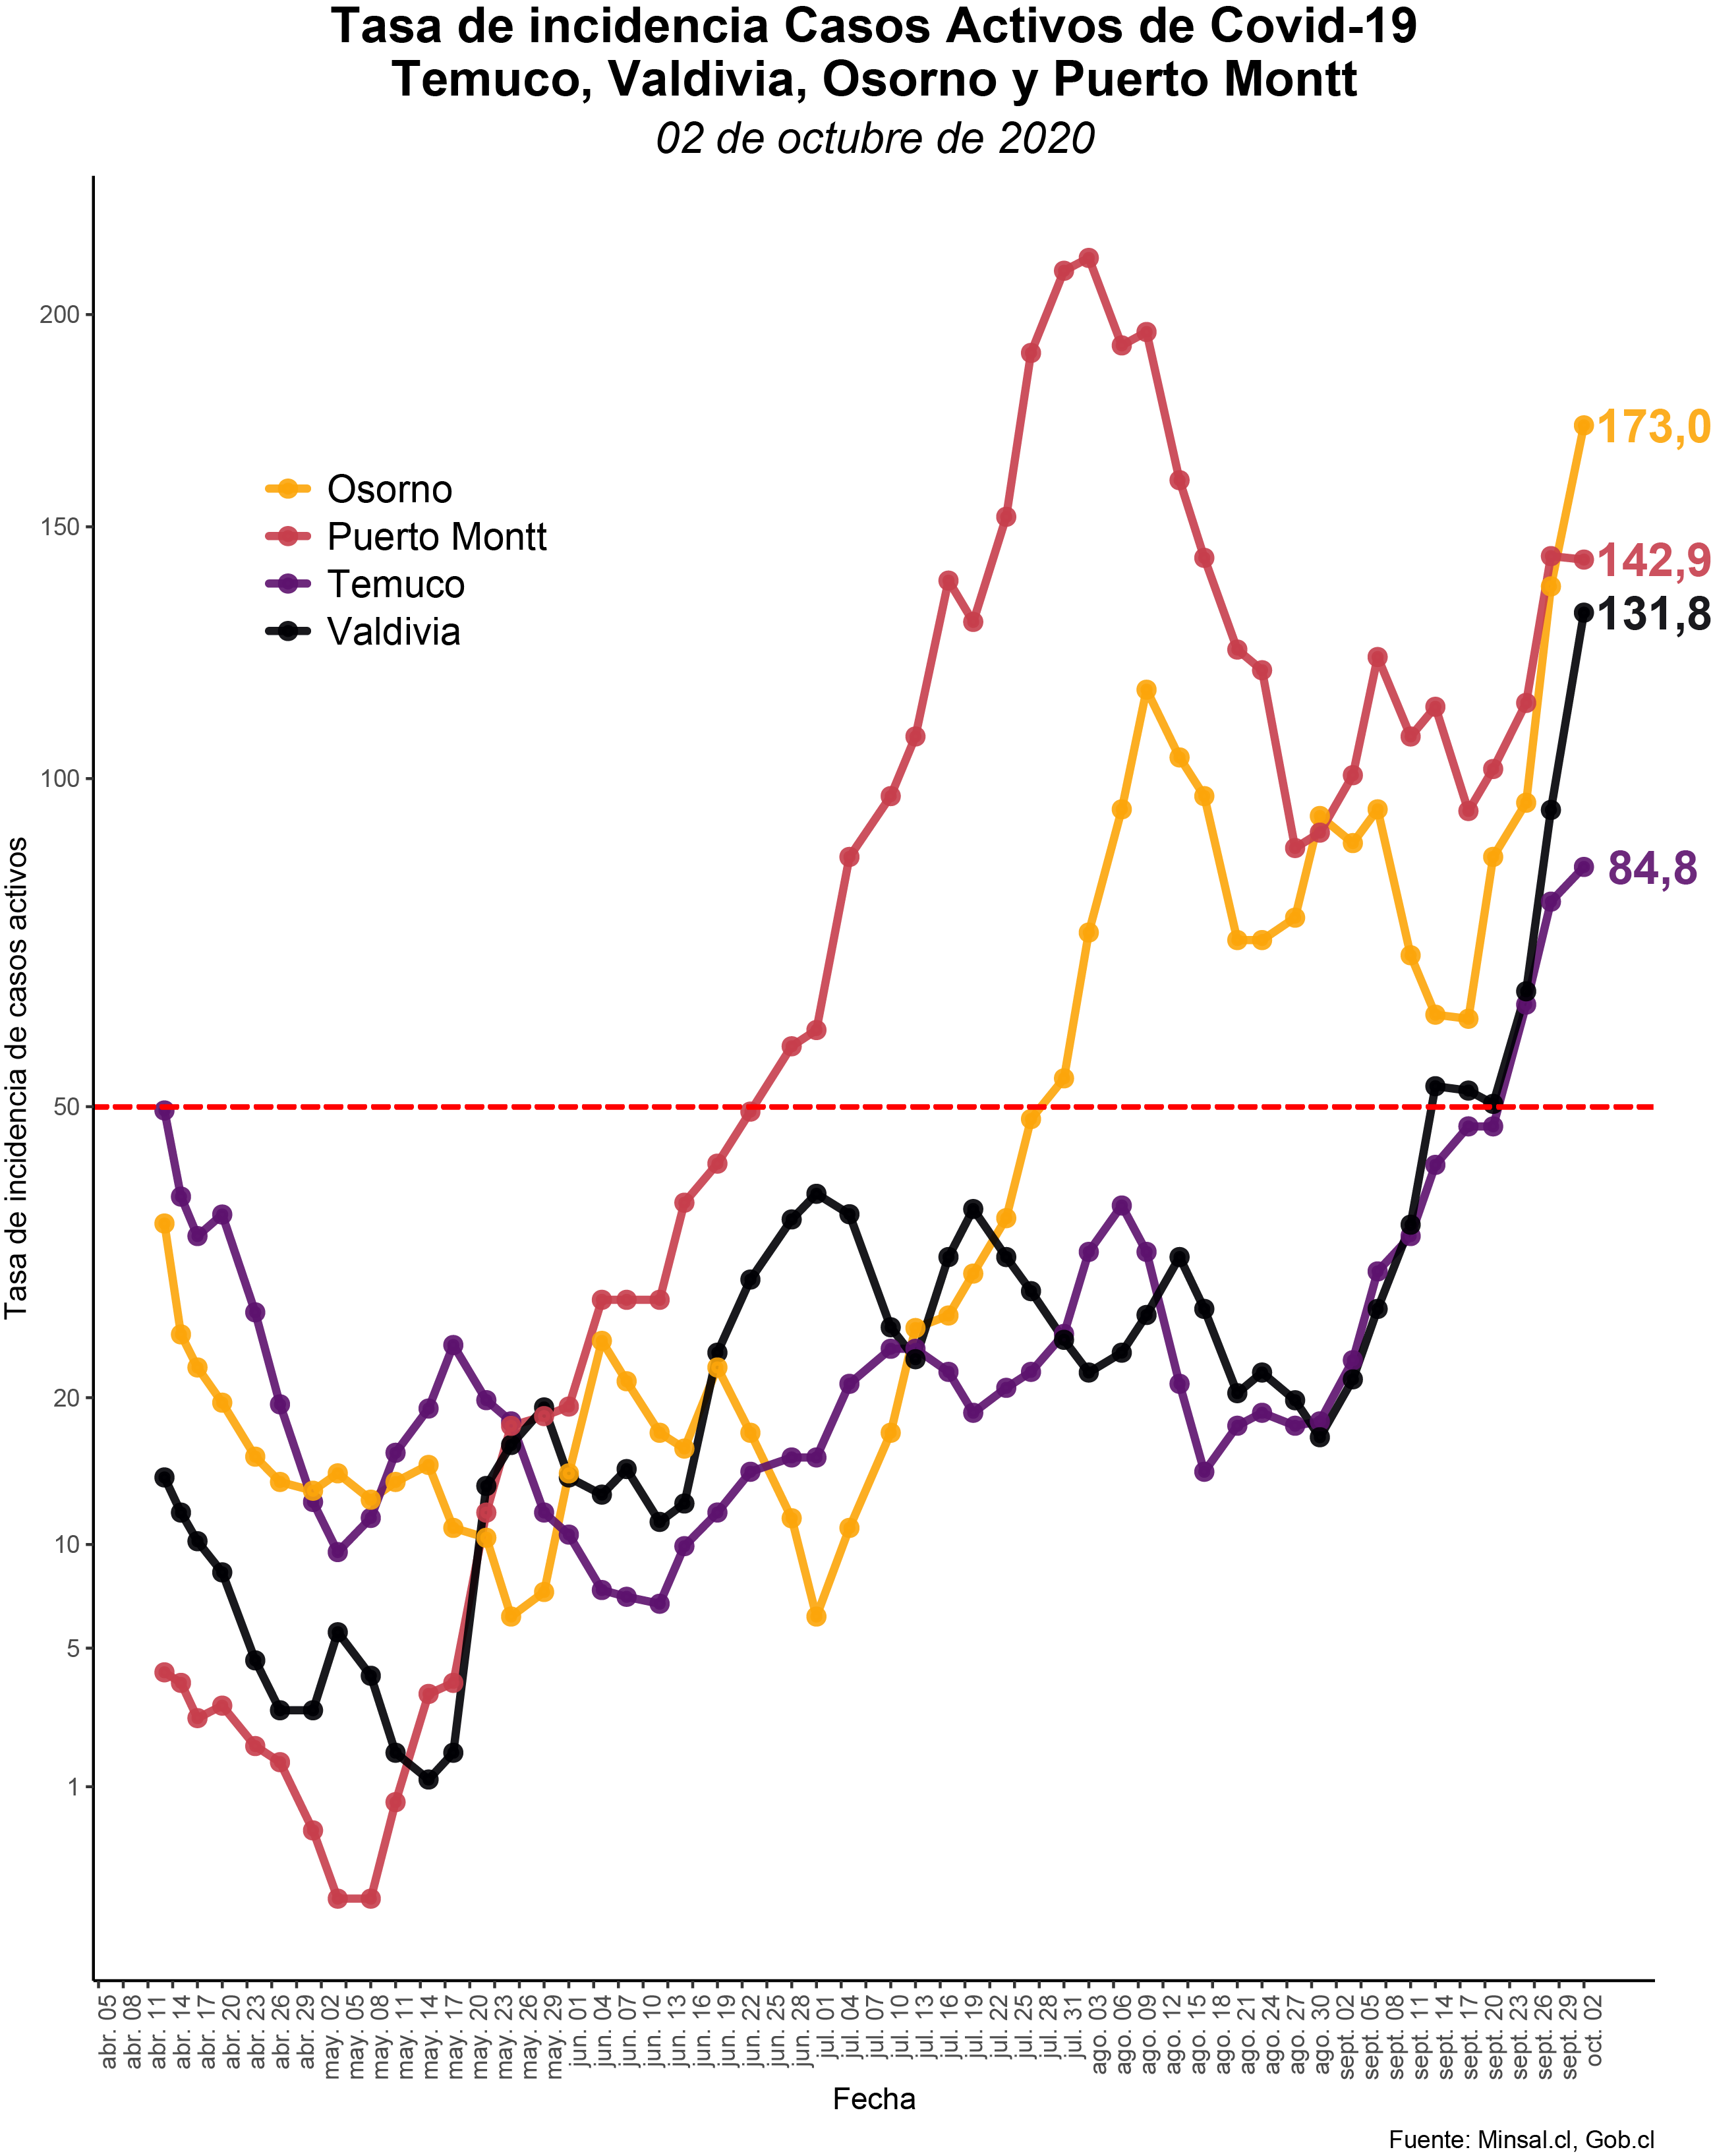 Tasa de incidencia Casos Activos de Covid-19
Temuco, Valdivia, Osorno y Puerto Montt
02 de octubre de 2020
Tasa de incidencia de casos activos
200
150
100
50
20
10
5
1
Osorno
Puerto Montt
Temuco
Valdivia
173,0
142,9
131,8
84,8
abr. 05
abr. 08
abr. 11
abr. 14
abr. 17
abr. 20
abr. 23
abr. 26
abr. 29
may. 02
may. 05
may. 08
may. 11
may. 14
may. 17
may. 20
may. 23
may. 26
may. 29
jun. 01
jun. 04
jun. 07
jun. 10
jun. 13
jun. 16
jun. 19
jun. 22
jun. 25
jun. 28
jul. 01
jul. 04
jul. 07
jul. 10
jul. 13
jul. 16
jul. 19
jul. 22
jul. 25
jul. 28
jul. 31
ago. 03
ago. 06
ago. 09
ago. 12
ago. 15
ago. 18
ago. 21
ago. 24
ago. 27
ago. 30
sept. 02
sept. 05
sept. 08
sept. 11
sept. 14
sept. 17
sept. 20
sept. 23
sept. 26
sept. 29
oct. 02
Fecha
Fuente: Minsal.cl, Gob.cl